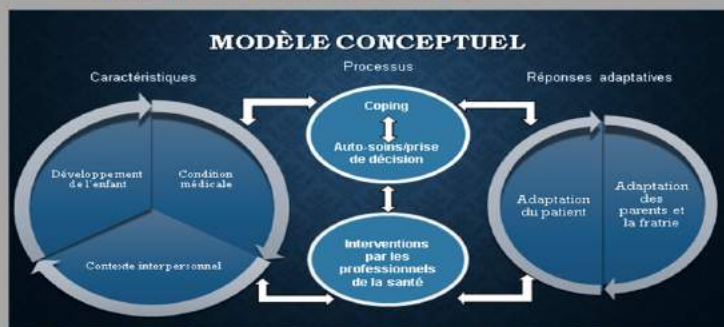 MODÈLE CONCEPTUEL
Caractéristiques
Processus
Réponses adaptatives
Développement
de l'enfant
Condition
médicale
Contexte interpersonnel
Coping
Auto-soins/prise
de décision
Interventions
par les
professionnels
de la santé
Adaptation
du patient
Adaptation
des
parents et
la fratrie